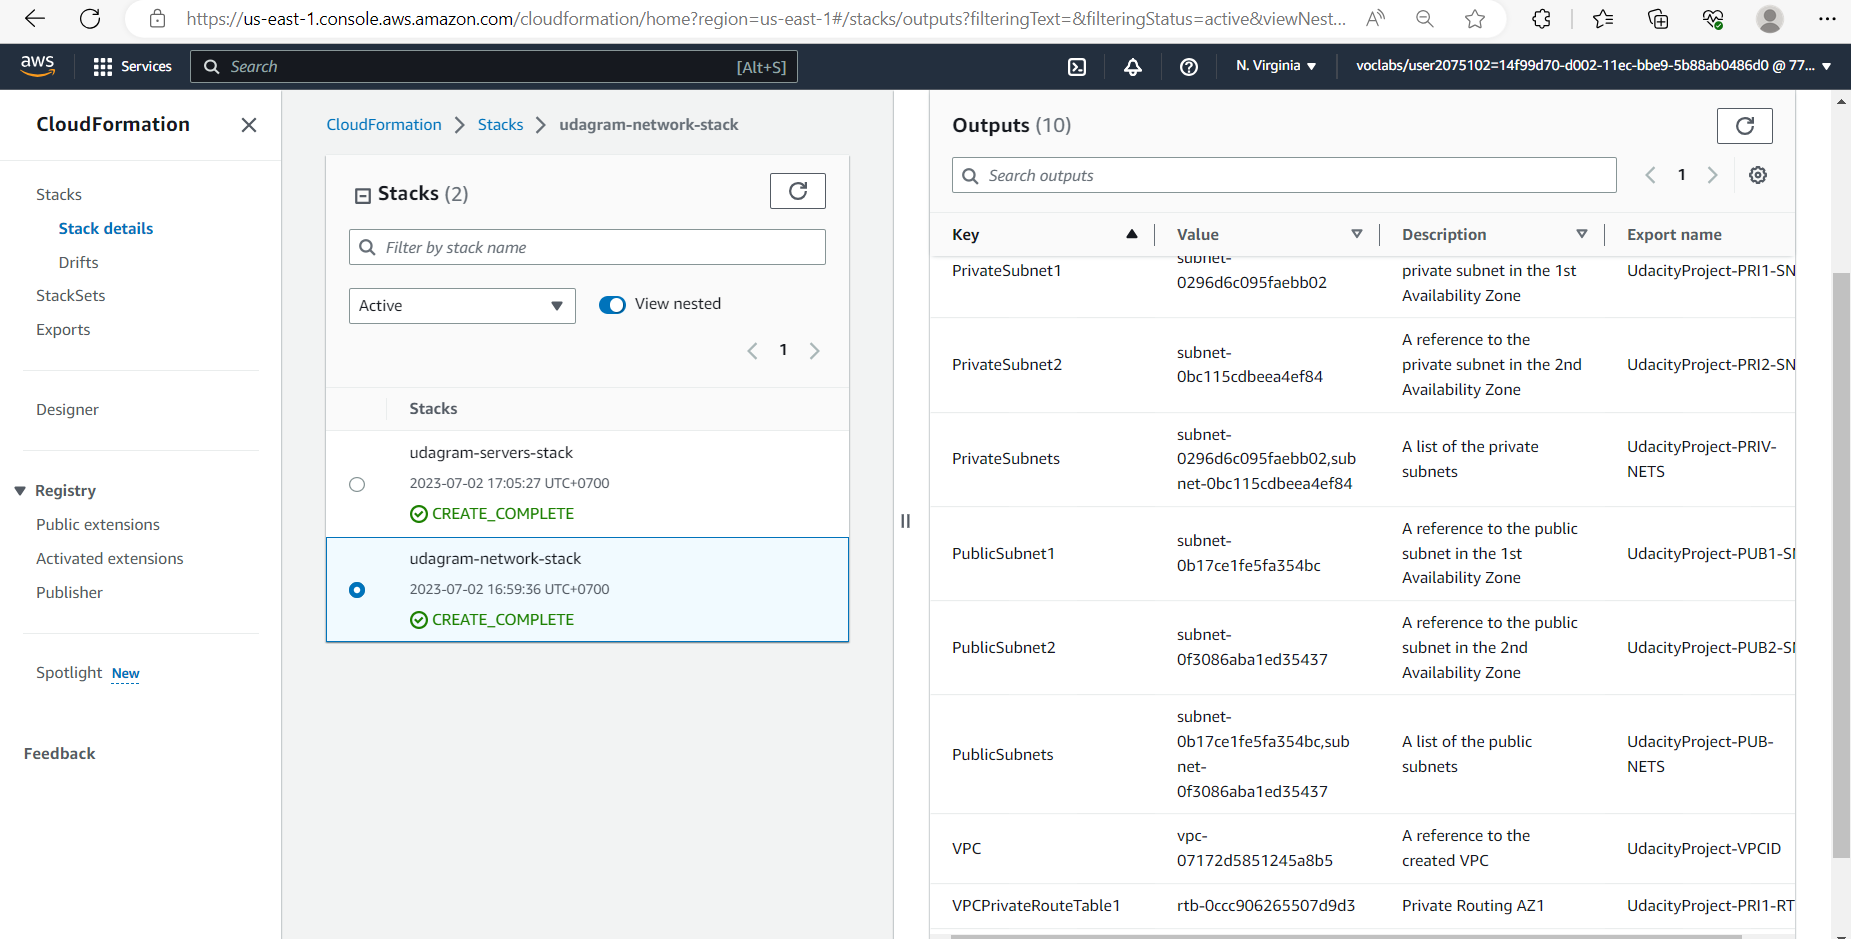 https://us-east-1.console.aws.amazon.com/cloudformation/home?region=us-east-1#/stacks/outputs?filteringText=&filteringStatus=active&viewNest...
aws
Services
Search
[Alt+S]
N. Virginia
voclabs/user2075102=14f99d70-d002-11ec-bbe9-5b88ab0486d0 @ 77...
CloudFormation
Stacks
Stack details
Drifts
StackSets
Exports
Designer
Registry
Public extensions
Activated extensions
Publisher
Spotlight New
Feedback
CloudFormation
Stacks
udagram-network-stack
Stacks (2)
Filter by stack name
Active
View nested
1
Stacks
udagram-servers-stack
2023-07-02 17:05:27 UTC+0700
CREATE_COMPLETE
udagram-network-stack
2023-07-02 16:59:36 UTC+0700
CREATE_COMPLETE
Outputs (10)
Search outputs
1
Key
Value
Description
Export name
PrivateSubnet1
subnet-
0296d6c095faebb02
private subnet in the 1st
Availability Zone
UdacityProject-PRI1-SN
PrivateSubnet2
subnet-
0bc115cdbeea4ef84
A reference to the
private subnet in the 2nd
Availability Zone
UdacityProject-PRI2-SN
PrivateSubnets
subnet-
0296d6c095faebb02,sub
net-0bc115cdbeea4ef84
A list of the private
subnets
UdacityProject-PRIV-
NETS
PublicSubnet1
subnet-
0b17ce1fe5fa354bc
A reference to the public
subnet in the 1st
Availability Zone
UdacityProject-PUB1-SN
PublicSubnet2
subnet-
0f3086aba1ed35437
A reference to the public
subnet in the 2nd
Availability Zone
UdacityProject-PUB2-SN
PublicSubnets
subnet-
0b17ce1fe5fa354bc,sub
net-
0f3086aba1ed35437
A list of the public
subnets
UdacityProject-PUB-
NETS
VPC
vpc-
07172d5851245a8b5
A reference to the
created VPC
UdacityProject-VPCID
VPCPrivateRouteTable1
rtb-0ccc906265507d9d3
Private Routing AZ1
UdacityProject-PRI1-RT